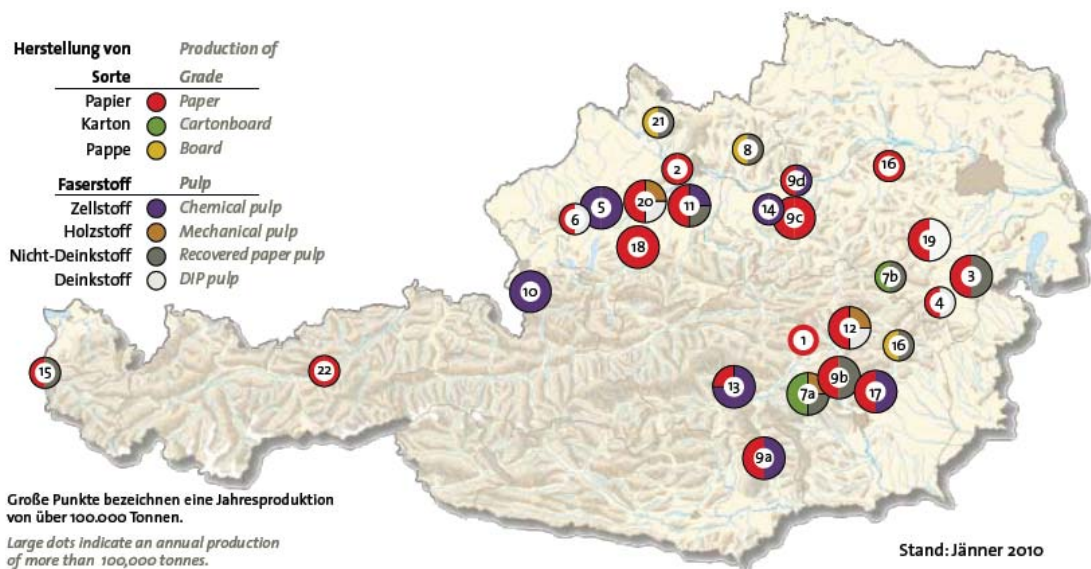 Herstellung von Production of
Sorte Grade
Papier Paper
Karton Cartonboard
Pappe Board
Faserstoff Pulp
Zellstoff Chemical pulp
Holzstoff Mechanical pulp
Nicht-Deinkstoff Recovered paper pulp
Deinkstoff DIP pulp
21
8
2
16
9d
5
20
11
14
9c
6
18
19
10
7b
3
4
1
12
16
15
22
13
7a
9b
17
9a
Große Punkte bezeichnen eine Jahresproduktion
von über 100.000 Tonnen.
Large dots indicate an annual production
of more than 100,000 tonnes.
Stand: Jänner 2010